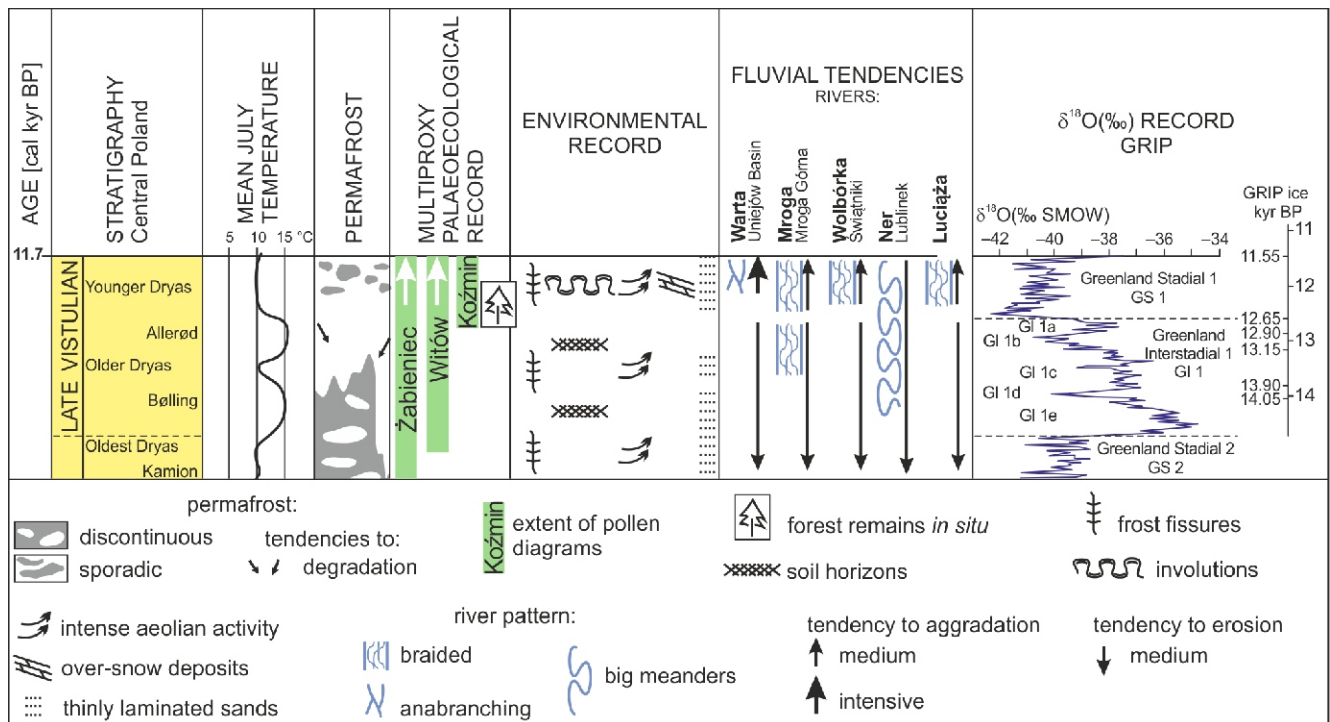 AGE [cal kyr BP]
STRATIGRAPHY
Central Poland
MEAN JULY
TEMPERATURE
5 10 15 °C
PERMAFROST
MULTIPROXY
PALAEOECOLOGICAL
RECORD
ENVIRONMENTAL
RECORD
FLUVIAL TENDENCIES
RIVERS:
Warta
Uniejów Basin
Mroga
Mroga Górna
Wolbórka
Świątniki
Ner
Lublinek
Luciąża
δ¹⁸O(‰) RECORD
GRIP
δ¹⁸O(‰ SMOW)
GRIP ice
kyr BP
−42 −40 −38 −36 −34
11.7
LATE VISTULIAN
Younger Dryas
Allerød
Older Dryas
Bølling
Oldest Dryas
Kamion
Żabieniec
Witów
Koźmin
Greenland Stadial 1
GS 1
GI 1a
GI 1b
Greenland
Interstadial 1
GI 1
GI 1c
GI 1d
GI 1e
Greenland Stadial 2
GS 2
11.55
12.65
12.90
13.15
13.90
14.05
11
12
13
14
permafrost:
discontinuous
sporadic
tendencies to:
degradation
Koźmin
extent of pollen
diagrams
forest remains in situ
soil horizons
frost fissures
involutions
intense aeolian activity
over-snow deposits
thinly laminated sands
river pattern:
braided
anabranching
big meanders
tendency to aggradation
medium
intensive
tendency to erosion
medium